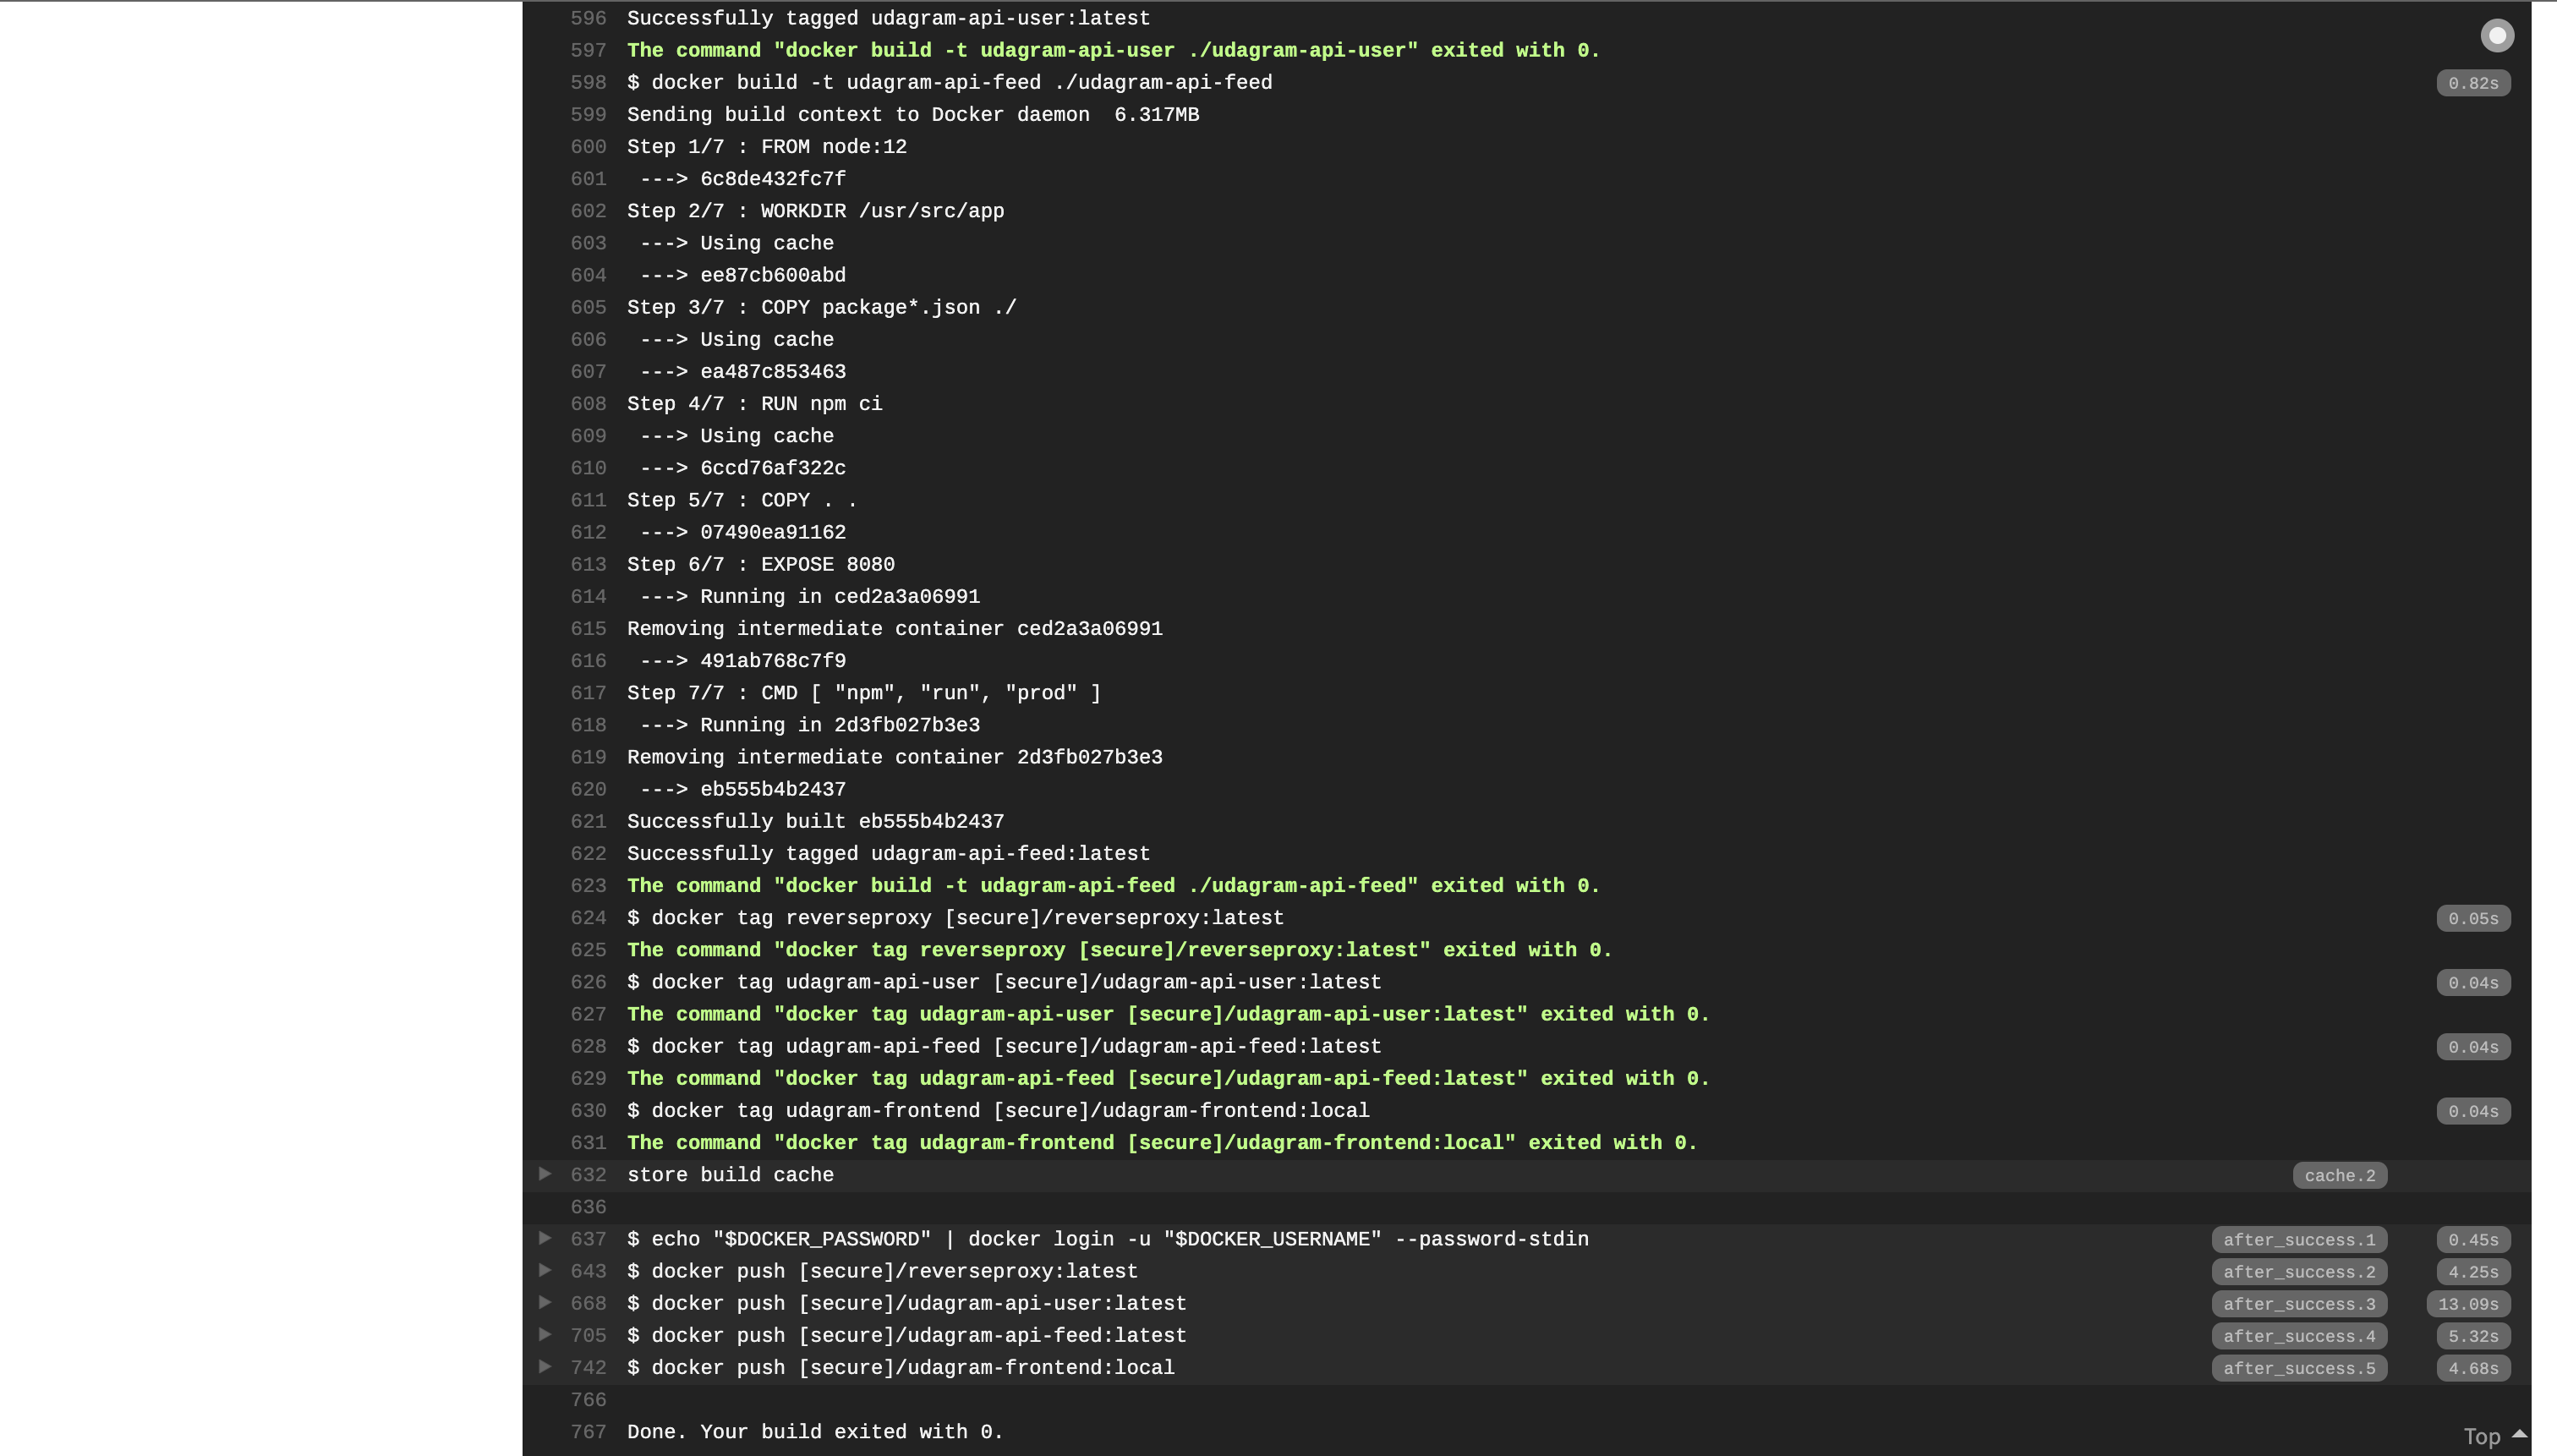 596 Successfully tagged udagram-api-user:latest
597 The command "docker build -t udagram-api-user ./udagram-api-user" exited with 0.
598 $ docker build -t udagram-api-feed ./udagram-api-feed 0.82s
599 Sending build context to Docker daemon  6.317MB
600 Step 1/7 : FROM node:12
601  ---> 6c8de432fc7f
602 Step 2/7 : WORKDIR /usr/src/app
603  ---> Using cache
604  ---> ee87cb600abd
605 Step 3/7 : COPY package*.json ./
606  ---> Using cache
607  ---> ea487c853463
608 Step 4/7 : RUN npm ci
609  ---> Using cache
610  ---> 6ccd76af322c
611 Step 5/7 : COPY . .
612  ---> 07490ea91162
613 Step 6/7 : EXPOSE 8080
614  ---> Running in ced2a3a06991
615 Removing intermediate container ced2a3a06991
616  ---> 491ab768c7f9
617 Step 7/7 : CMD [ "npm", "run", "prod" ]
618  ---> Running in 2d3fb027b3e3
619 Removing intermediate container 2d3fb027b3e3
620  ---> eb555b4b2437
621 Successfully built eb555b4b2437
622 Successfully tagged udagram-api-feed:latest
623 The command "docker build -t udagram-api-feed ./udagram-api-feed" exited with 0.
624 $ docker tag reverseproxy [secure]/reverseproxy:latest 0.05s
625 The command "docker tag reverseproxy [secure]/reverseproxy:latest" exited with 0.
626 $ docker tag udagram-api-user [secure]/udagram-api-user:latest 0.04s
627 The command "docker tag udagram-api-user [secure]/udagram-api-user:latest" exited with 0.
628 $ docker tag udagram-api-feed [secure]/udagram-api-feed:latest 0.04s
629 The command "docker tag udagram-api-feed [secure]/udagram-api-feed:latest" exited with 0.
630 $ docker tag udagram-frontend [secure]/udagram-frontend:local 0.04s
631 The command "docker tag udagram-frontend [secure]/udagram-frontend:local" exited with 0.
632 store build cache cache.2
636
637 $ echo "$DOCKER_PASSWORD" | docker login -u "$DOCKER_USERNAME" --password-stdin after_success.1 0.45s
643 $ docker push [secure]/reverseproxy:latest after_success.2 4.25s
668 $ docker push [secure]/udagram-api-user:latest after_success.3 13.09s
705 $ docker push [secure]/udagram-api-feed:latest after_success.4 5.32s
742 $ docker push [secure]/udagram-frontend:local after_success.5 4.68s
766
767 Done. Your build exited with 0.
Top